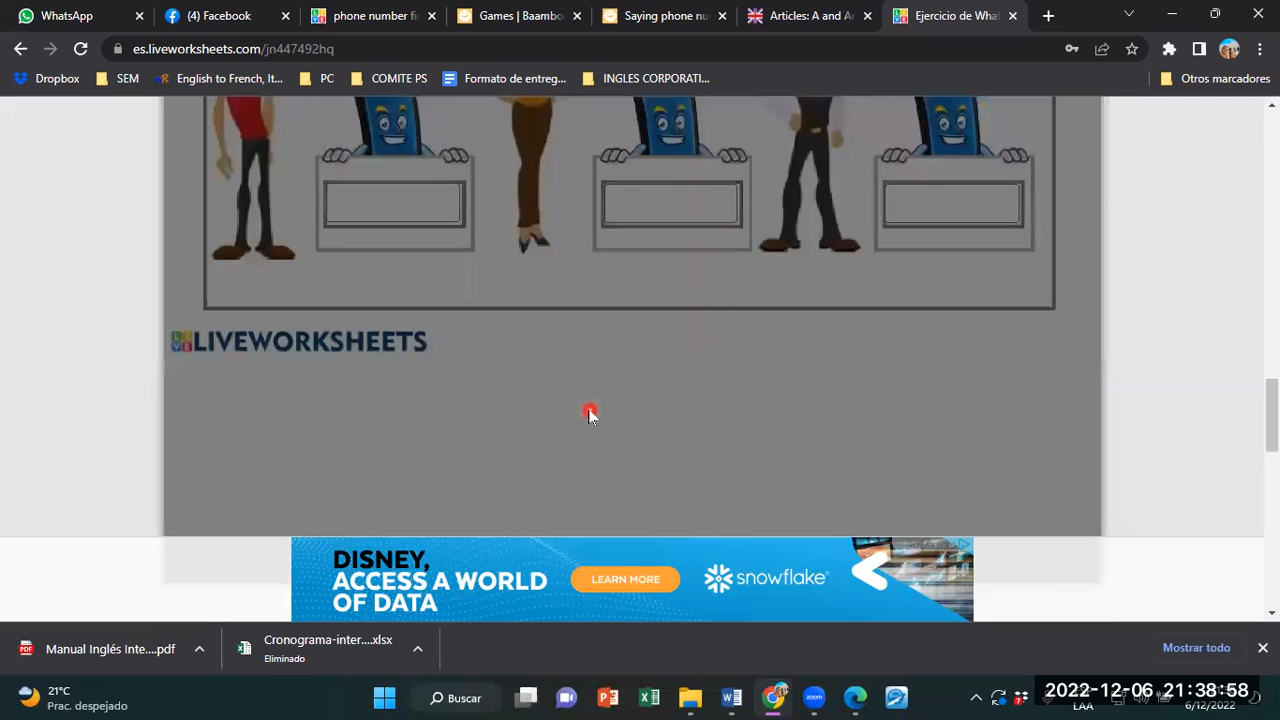 WhatsApp
(4) Facebook
phone number fi
Games | Baambo
Saying phone nu
Articles: A and A
Ejercicio de Wha
es.liveworksheets.com/jn447492hq
Dropbox
SEM
English to French, It...
PC
COMITE PS
Formato de entreg...
INGLES CORPORATI...
Otros marcadores
LIVEWORKSHEETS
DISNEY,
ACCESS A WORLD
OF DATA
LEARN MORE
snowflake
Manual Inglés Inte....pdf
Cronograma-inter....xlsx
Eliminado
Mostrar todo
21°C
Prac. despejado
Buscar
zoom
2022-12-06 21:38:58
LAA
6/12/2022